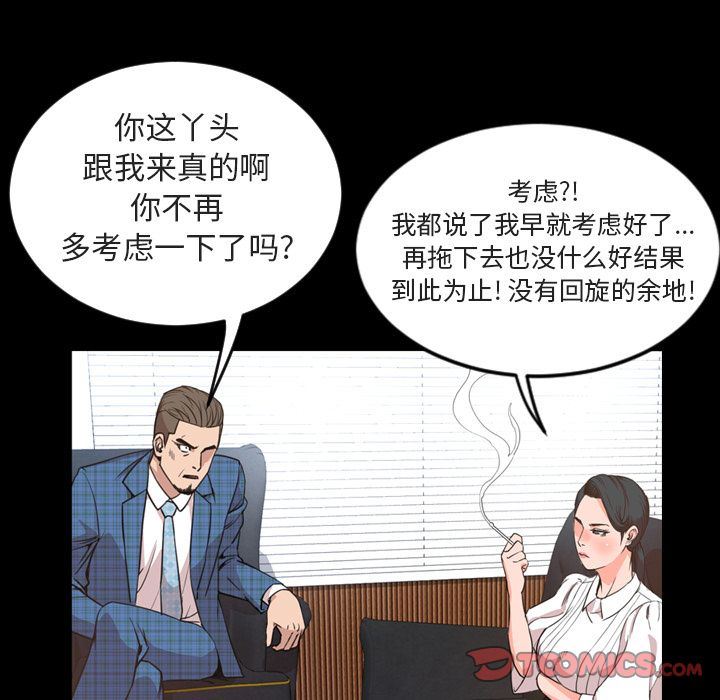 你这丫头
跟我来真的啊
你不再
多考虑一下了吗?
考虑?!
我都说了我早就考虑好了...
再拖下去也没什么好结果
到此为止! 没有回旋的余地!
TOOMICS.COM